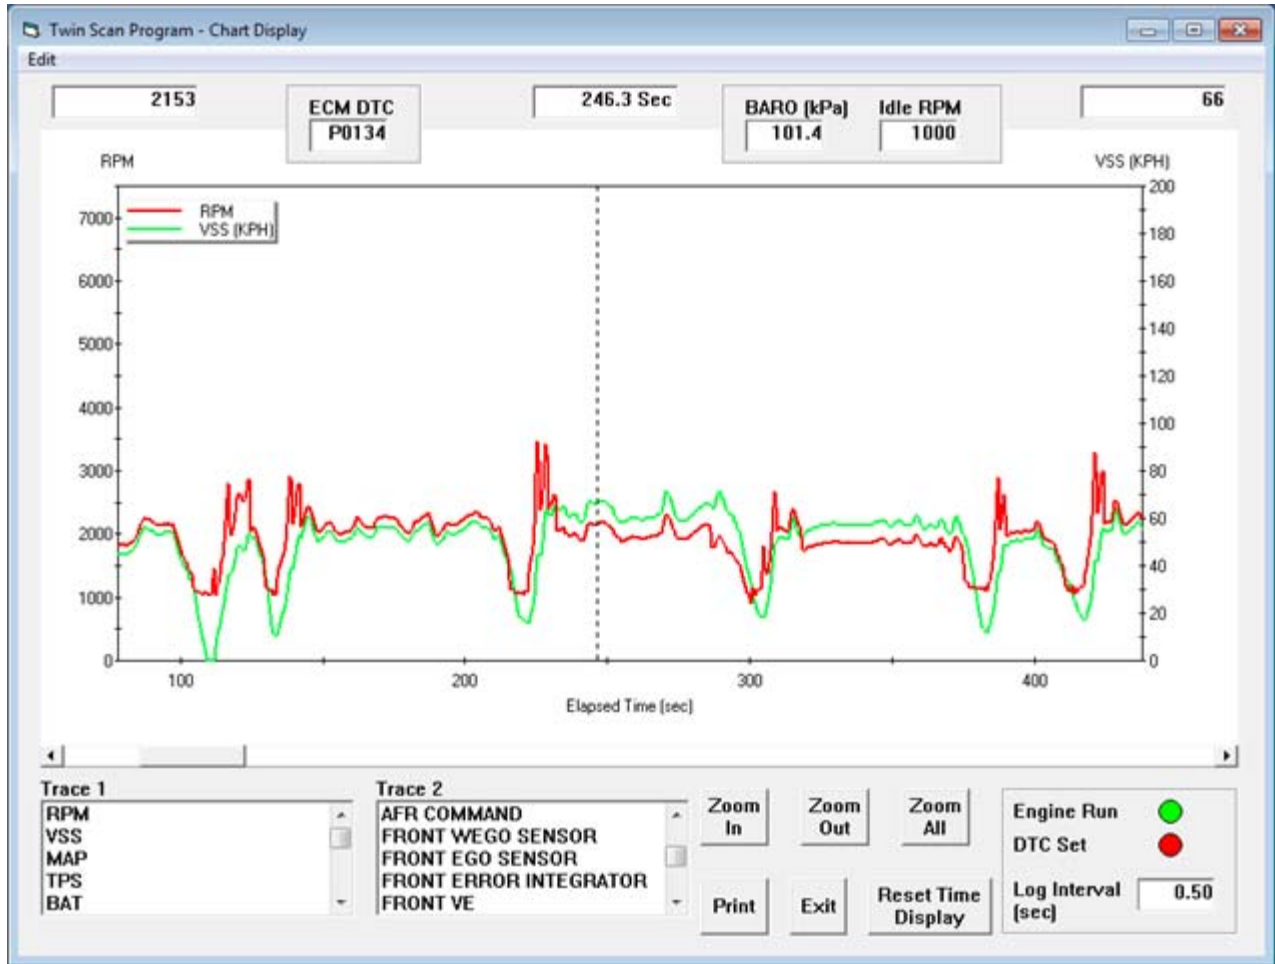 Twin Scan Program - Chart Display
Edit
2153
ECM DTC
P0134
246.3 Sec
BARO (kPa)
101.4
Idle RPM
1000
66
RPM
VSS (KPH)
RPM
VSS (KPH)
7000
6000
5000
4000
3000
2000
1000
0
200
180
160
140
120
100
80
60
40
20
0
100
200
300
400
Elapsed Time (sec)
Trace 1
RPM
VSS
MAP
TPS
BAT
Trace 2
AFR COMMAND
FRONT WEGO SENSOR
FRONT EGO SENSOR
FRONT ERROR INTEGRATOR
FRONT VE
Zoom
In
Zoom
Out
Zoom
All
Print
Exit
Reset Time
Display
Engine Run
DTC Set
Log Interval
(sec)
0.50